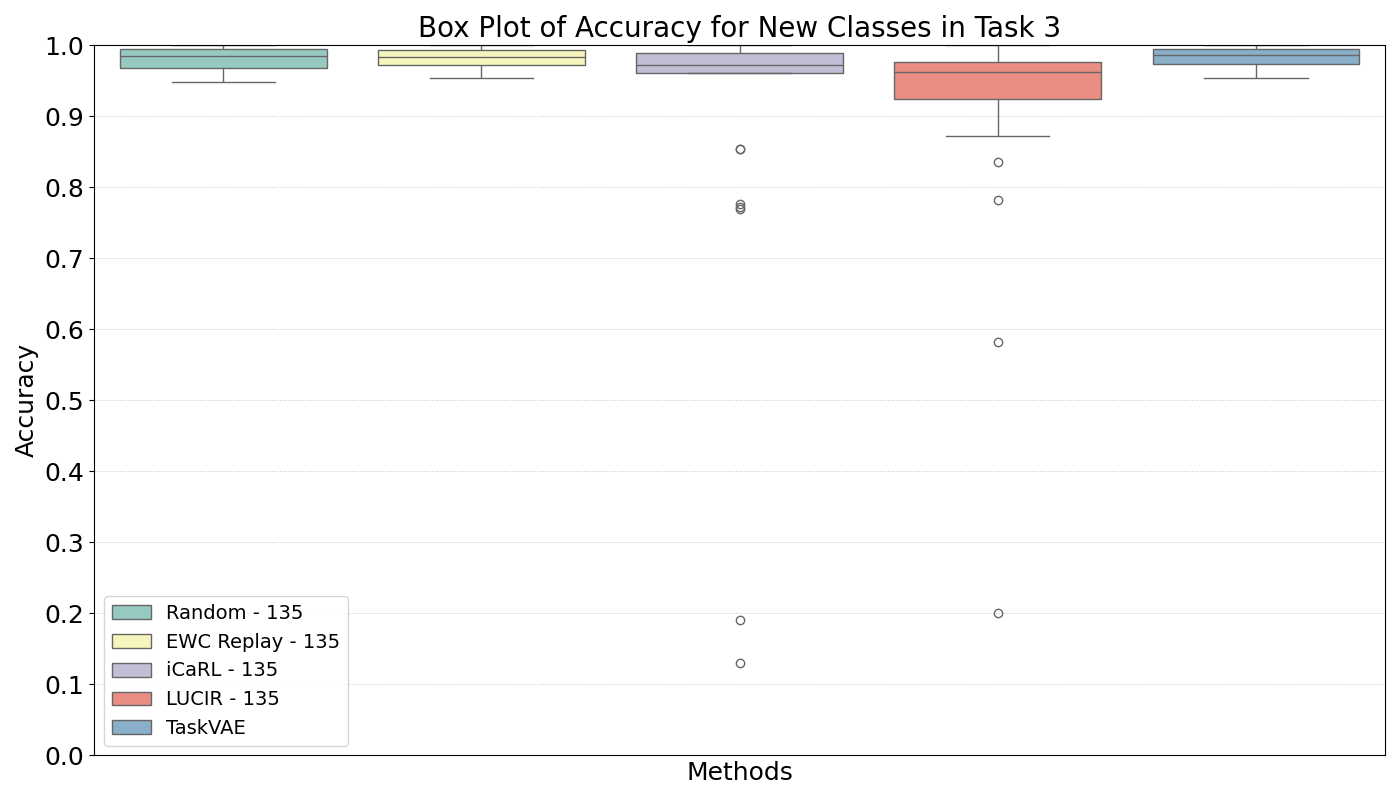 Box Plot of Accuracy for New Classes in Task 3
1.0
0.9
0.8
0.7
0.6
0.5
0.4
0.3
0.2
0.1
0.0
Accuracy
Methods
Random - 135
EWC Replay - 135
iCaRL - 135
LUCIR - 135
TaskVAE